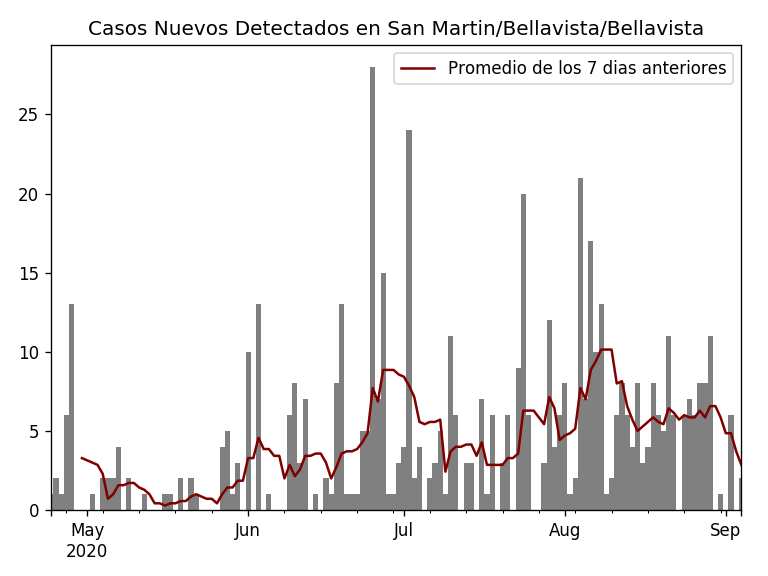 Casos Nuevos Detectados en San Martin/Bellavista/Bellavista
Promedio de los 7 dias anteriores
25
20
15
10
5
0
May Jun Jul Aug Sep
2020